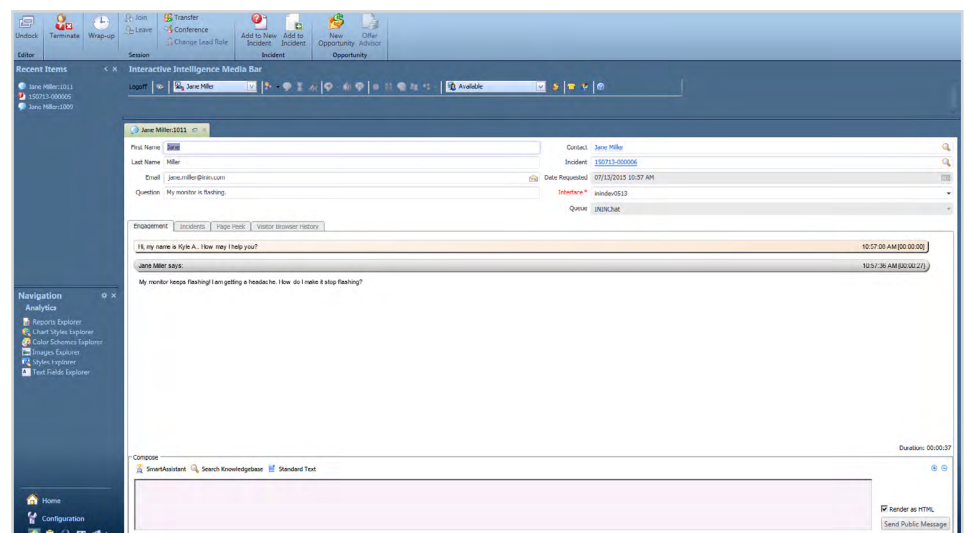 Undock Terminate Wrap-up
Join
Leave
Transfer
Conference
Change Lead Role
Add to New Incident
Add to Incident
New Opportunity
Offer Advisor
Editor Session Incident Opportunity
Recent Items
Jane Miller:1011
150713-000005
Jane Miller:1009
Interactive Intelligence Media Bar
Logoff Jane Miller Available
Jane Miller:1011
First Name Jane
Last Name Miller
Email jane.miller@inin.com
Question My monitor is flashing.
Contact Jane Miller
Incident 150713-000006
Date Requested 07/13/2015 10:57 AM
Interface * inindev0513
Queue ININChat
Engagement Incidents Page Peek Visitor Browser History
Hi, my name is Kyle A.. How may I help you? 10:57:06 AM [00:00:00]
Jane Miller says: 10:57:36 AM [00:00:27]
My monitor keeps flashing! I am getting a headache. How do I make it stop flashing?
Navigation
Analytics
Reports Explorer
Chart Styles Explorer
Color Schemes Explorer
Images Explorer
Styles Explorer
Text Fields Explorer
Home
Configuration
Duration: 00:00:37
Compose
SmartAssistant Search Knowledgebase Standard Text
Render as HTML
Send Public Message